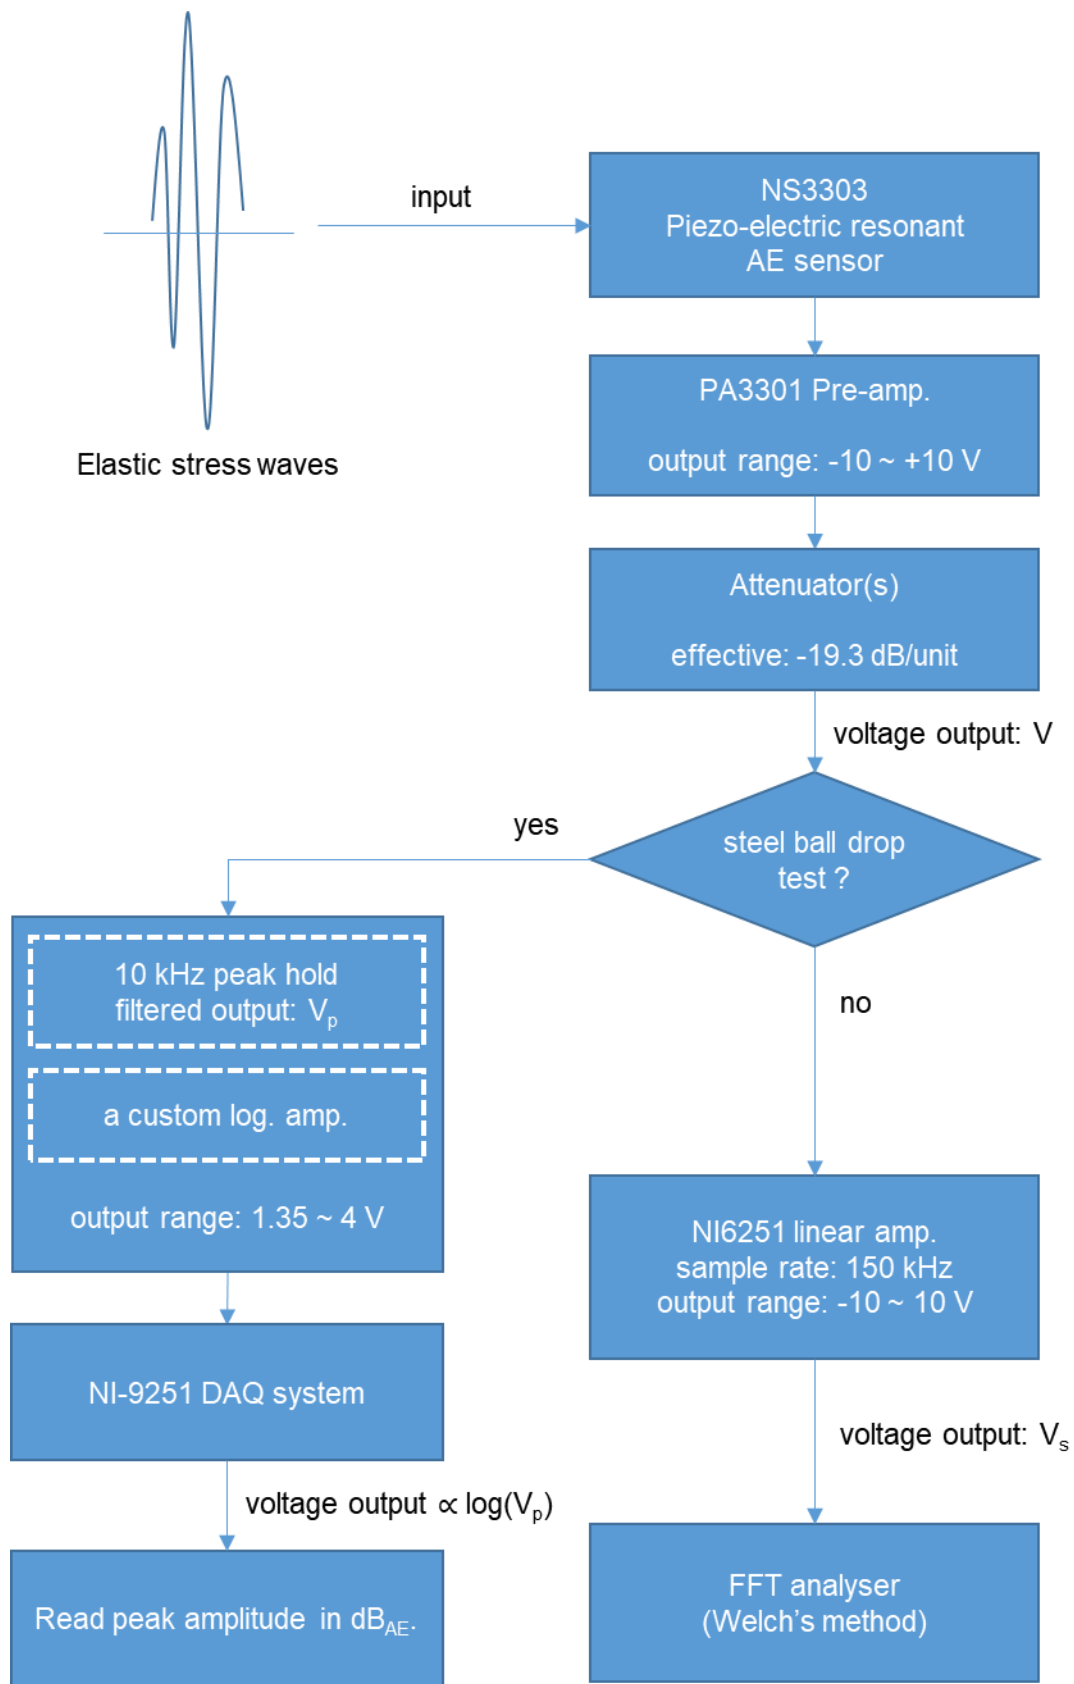 input
NS3303
Piezo-electric resonant
AE sensor
Elastic stress waves
PA3301 Pre-amp.
output range: -10 ~ +10 V
Attenuator(s)
effective: -19.3 dB/unit
voltage output: V
steel ball drop
test ?
yes
10 kHz peak hold
filtered output: Vp
a custom log. amp.
output range: 1.35 ~ 4 V
NI-9251 DAQ system
voltage output ∝ log(Vp)
Read peak amplitude in dBAE.
no
NI6251 linear amp.
sample rate: 150 kHz
output range: -10 ~ 10 V
voltage output: Vs
FFT analyser
(Welch's method)